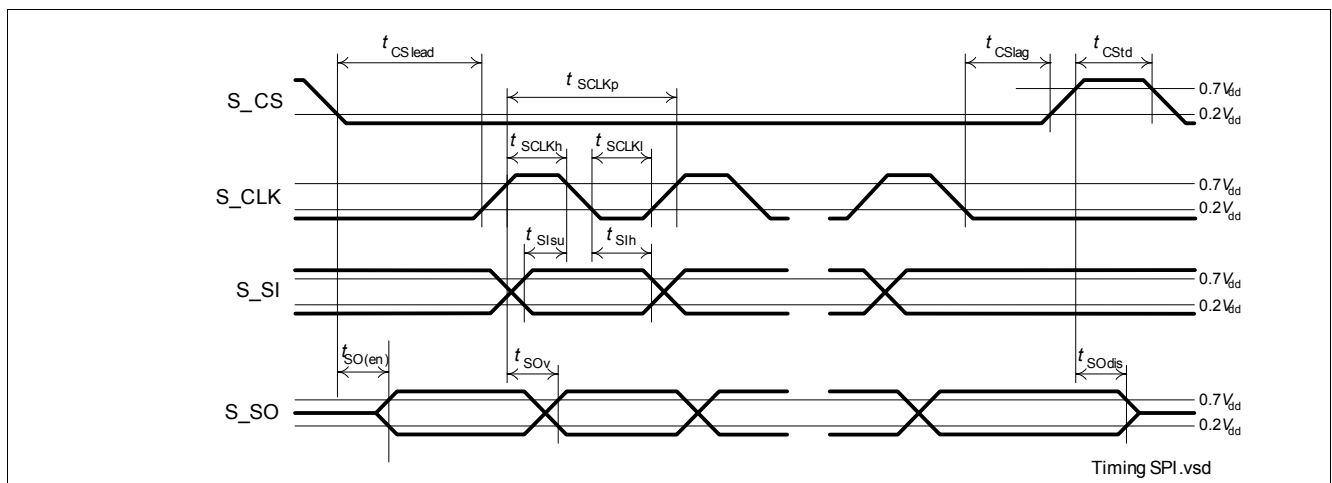 t CSlead
t CSlag
t CStd
S_CS
t SCLKp
0.7Vdd
0.2Vdd
t SCLKh
t SCLKl
S_CLK
0.7Vdd
0.2Vdd
t SIsu
t SIh
S_SI
0.7Vdd
0.2Vdd
t SO(en)
t SOv
t SOdis
S_SO
0.7Vdd
0.2Vdd
Timing SPI.vsd